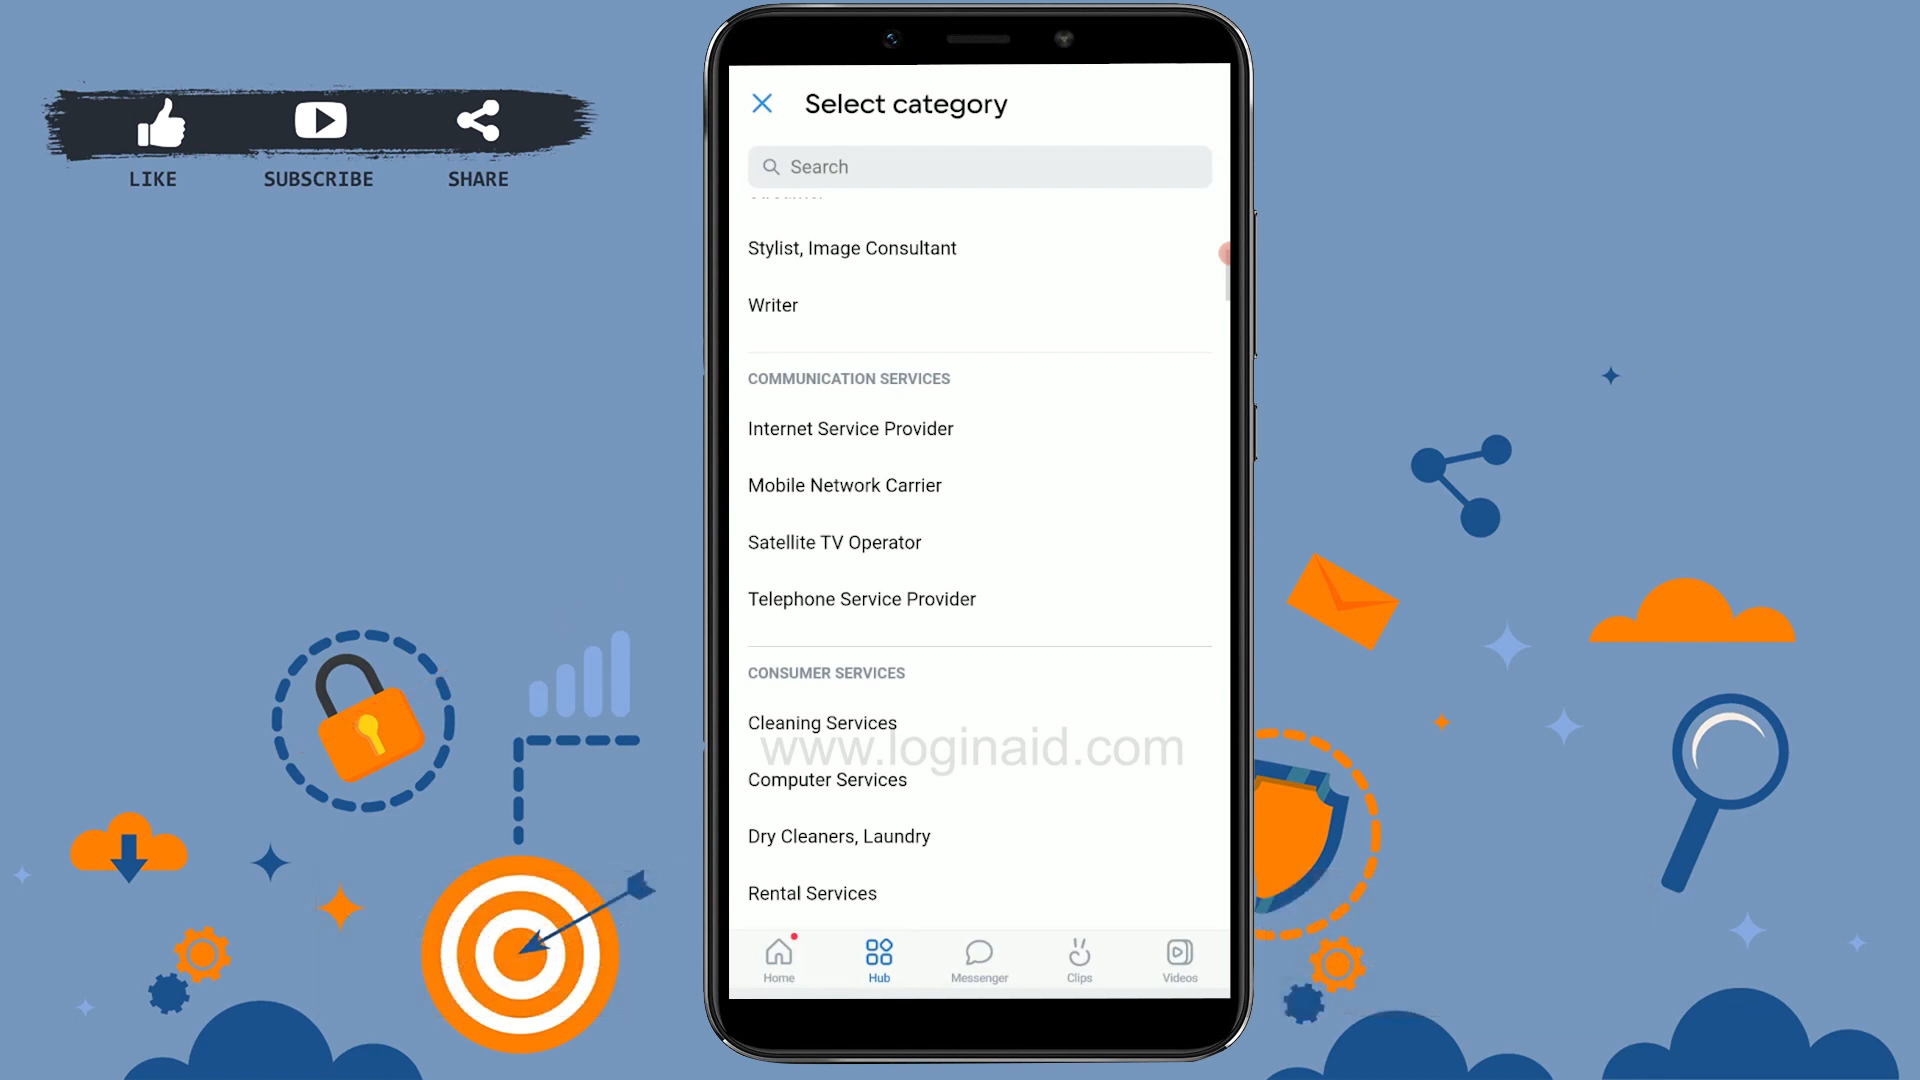 LIKE SUBSCRIBE SHARE
Select category
Search
Stylist, Image Consultant
Writer
COMMUNICATION SERVICES
Internet Service Provider
Mobile Network Carrier
Satellite TV Operator
Telephone Service Provider
CONSUMER SERVICES
Cleaning Services
www.loginaid.com
Computer Services
Dry Cleaners, Laundry
Rental Services
Home Hub Messenger Clips Videos